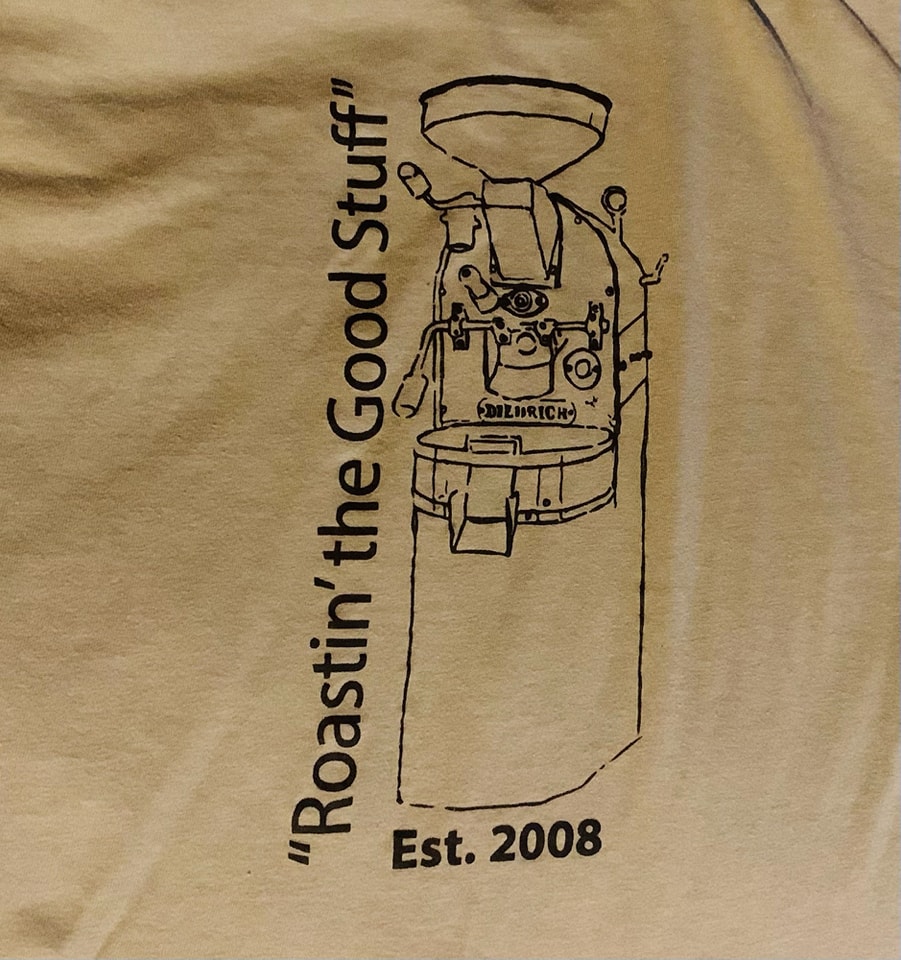 "Roastin' the Good Stuff"
DIEDRICH
Est. 2008